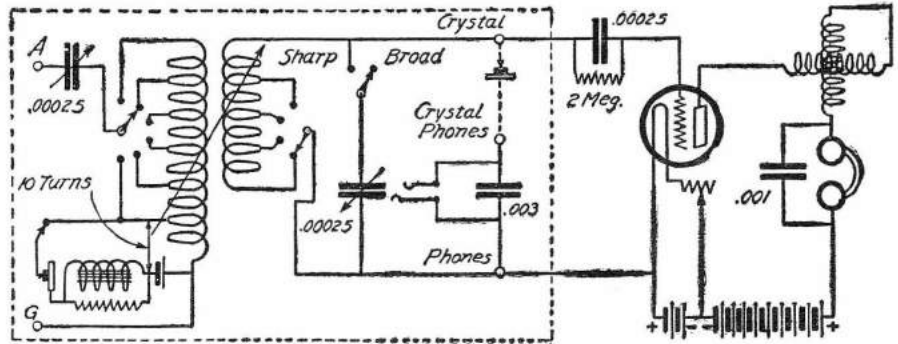 Crystal
.00025
A
Sharp
Broad
.00025
2 Meg.
Crystal
Phones
10 Turns
.001
.00025
.003
Phones
G
+ - - +